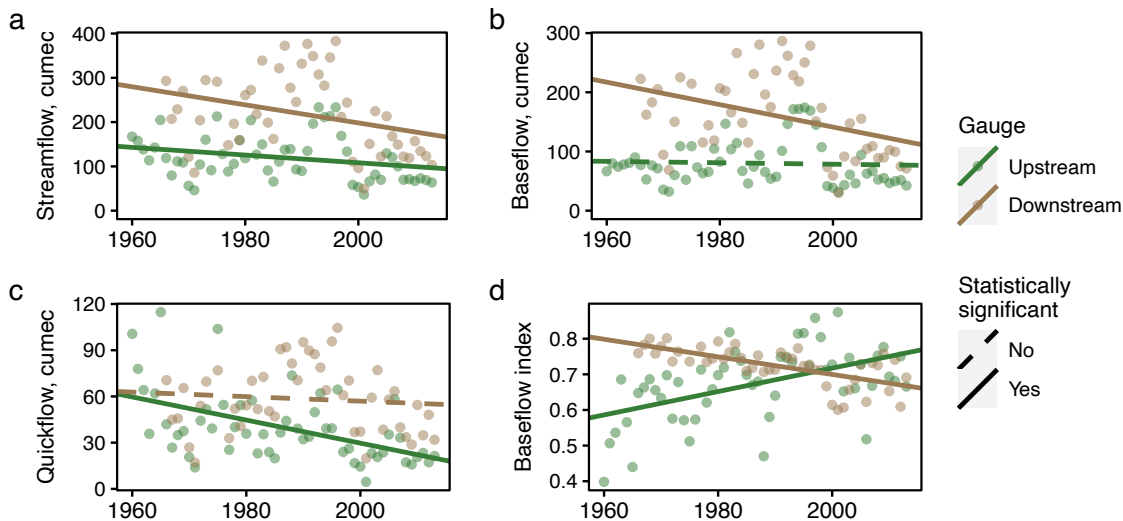 a
Streamflow, cumec
400
300
200
100
0
1960
1980
2000
b
Baseflow, cumec
300
200
100
0
1960
1980
2000
Gauge
Upstream
Downstream
c
Quickflow, cumec
120
90
60
30
0
1960
1980
2000
d
Baseflow index
0.8
0.7
0.6
0.5
0.4
1960
1980
2000
Statistically
significant
No
Yes